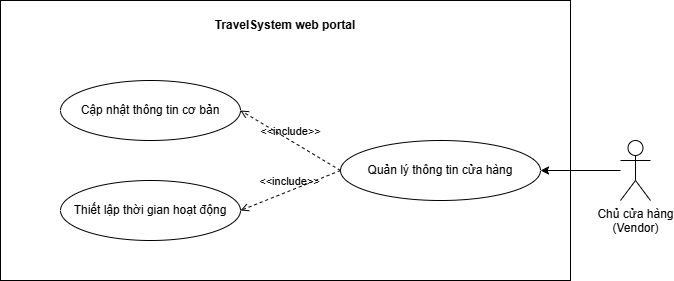 TravelSystem web portal
Cập nhật thông tin cơ bản
<<include>>
Quản lý thông tin cửa hàng
<<include>>
Thiết lập thời gian hoạt động
Chủ cửa hàng
(Vendor)